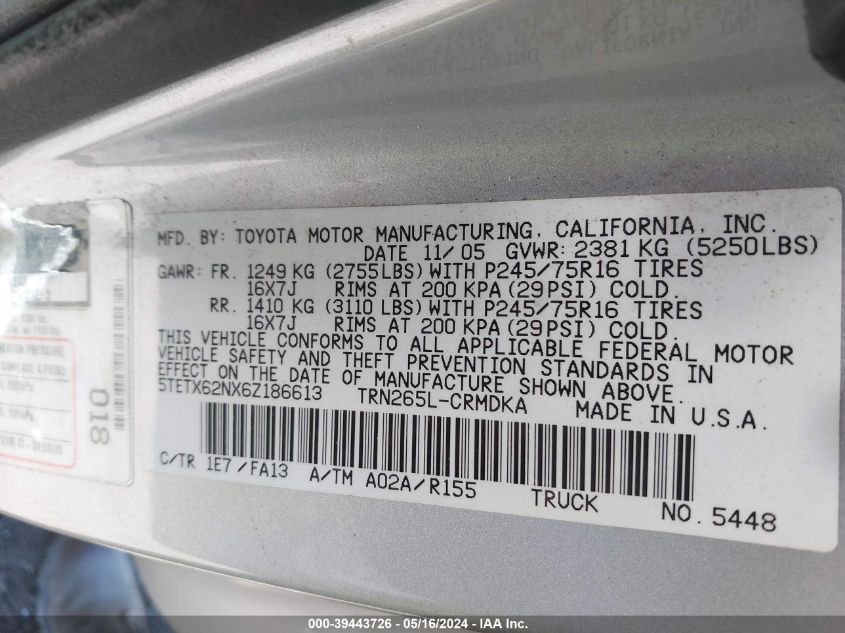 MFD. BY: TOYOTA MOTOR MANUFACTURING, CALIFORNIA, INC.
DATE 11/05 GVWR: 2381 KG (5250LBS)
GAWR: FR. 1249 KG (2755LBS) WITH P245/75R16 TIRES
16X7J RIMS AT 200 KPA (29PSI) COLD.
RR. 1410 KG (3110 LBS) WITH P245/75R16 TIRES
16X7J RIMS AT 200 KPA (29PSI) COLD.
THIS VEHICLE CONFORMS TO ALL APPLICABLE FEDERAL MOTOR
VEHICLE SAFETY AND THEFT PREVENTION STANDARDS IN
EFFECT ON THE DATE OF MANUFACTURE SHOWN ABOVE.
5TETX62NX6Z186613 TRN265L-CRMDKA MADE IN U.S.A.
C/TR 1E7/FA13 A/TM A02A/R155 TRUCK NO. 5448
018
000-39443726 - 05/16/2024 - IAA Inc.